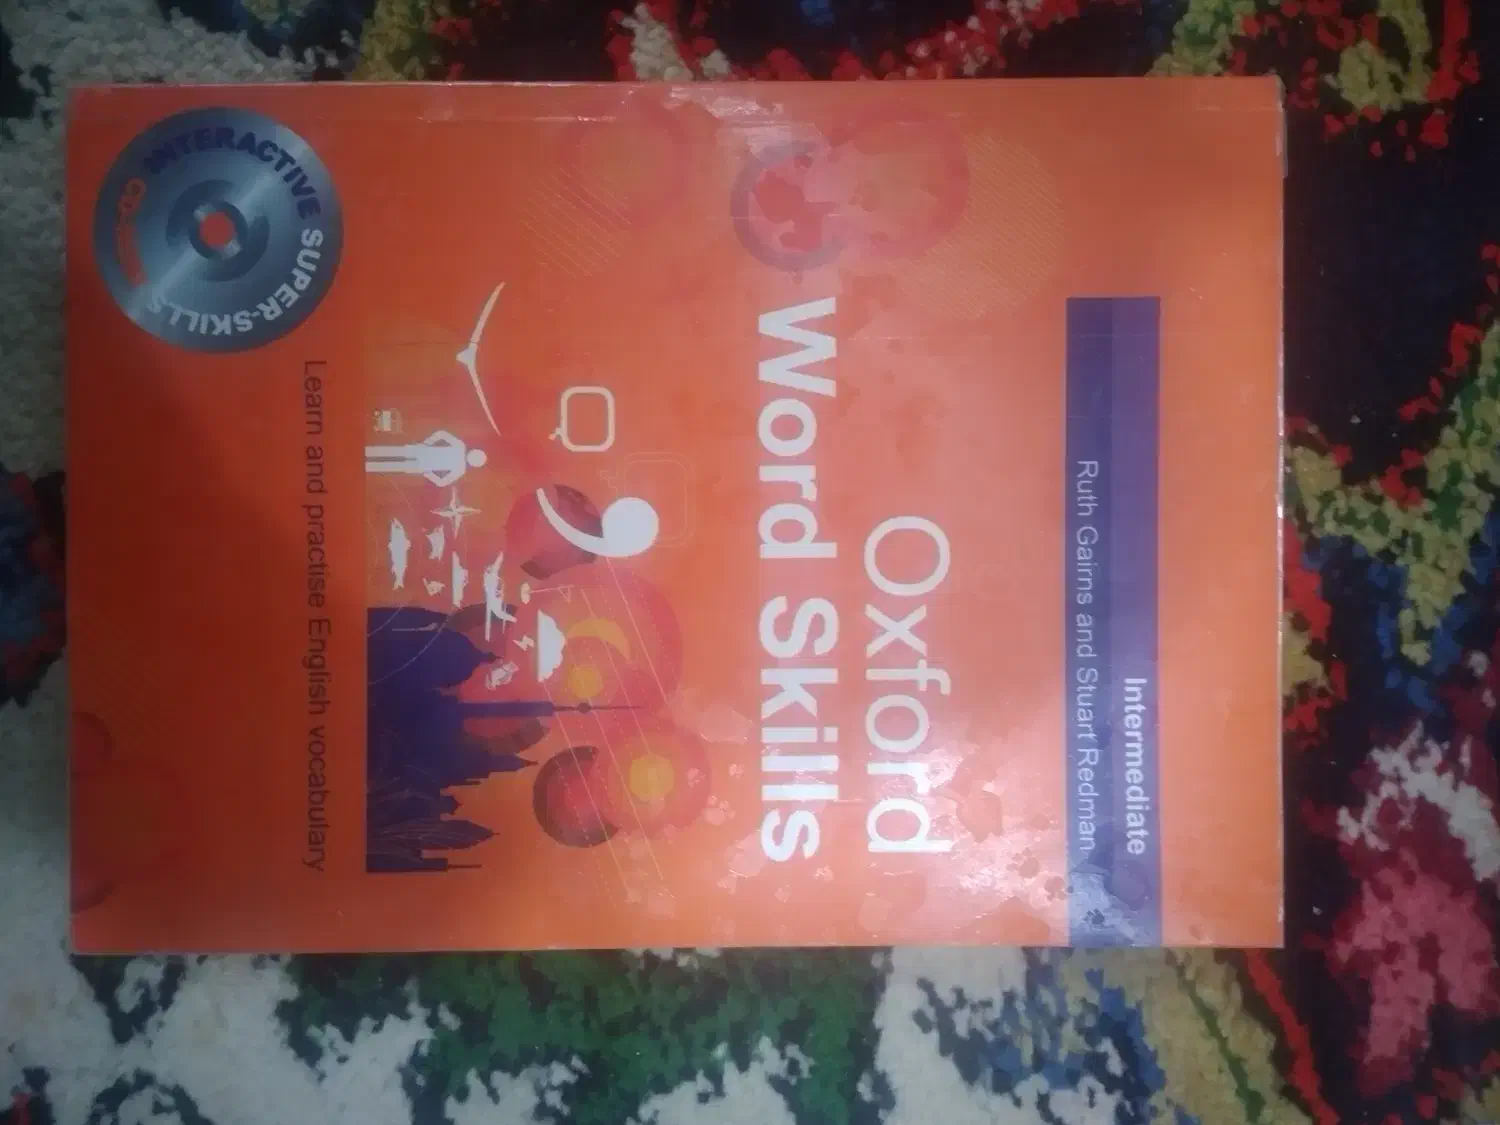 Intermediate
Ruth Gairns and Stuart Redman
Oxford
Word Skills
Learn and practise English vocabulary
INTERACTIVE SUPER-SKILLS